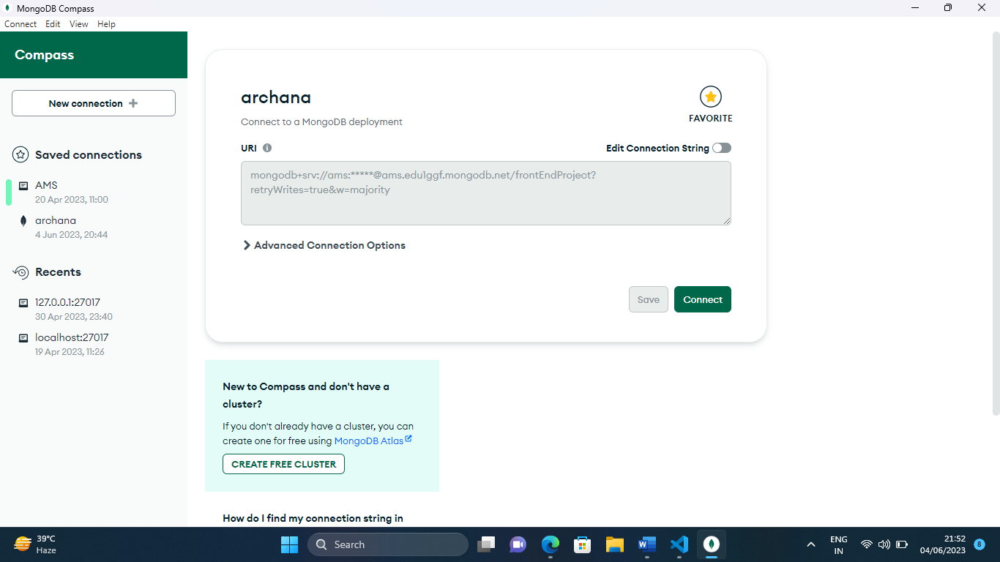 MongoDB Compass
Connect Edit View Help
Compass
New connection
Saved connections
AMS
20 Apr 2023, 11:00
archana
4 Jun 2023, 20:44
Recents
127.0.0.1:27017
30 Apr 2023, 23:40
localhost:27017
19 Apr 2023, 11:26
archana
Connect to a MongoDB deployment
FAVORITE
URI
Edit Connection String
mongodb+srv://ams:*****@ams.edu1ggf.mongodb.net/frontEndProject?
retryWrites=true&w=majority
Advanced Connection Options
Save
Connect
New to Compass and don't have a
cluster?
If you don't already have a cluster, you can
create one for free using MongoDB Atlas
CREATE FREE CLUSTER
How do I find my connection string in
39°C
Haze
Search
ENG
IN
21:52
04/06/2023
8